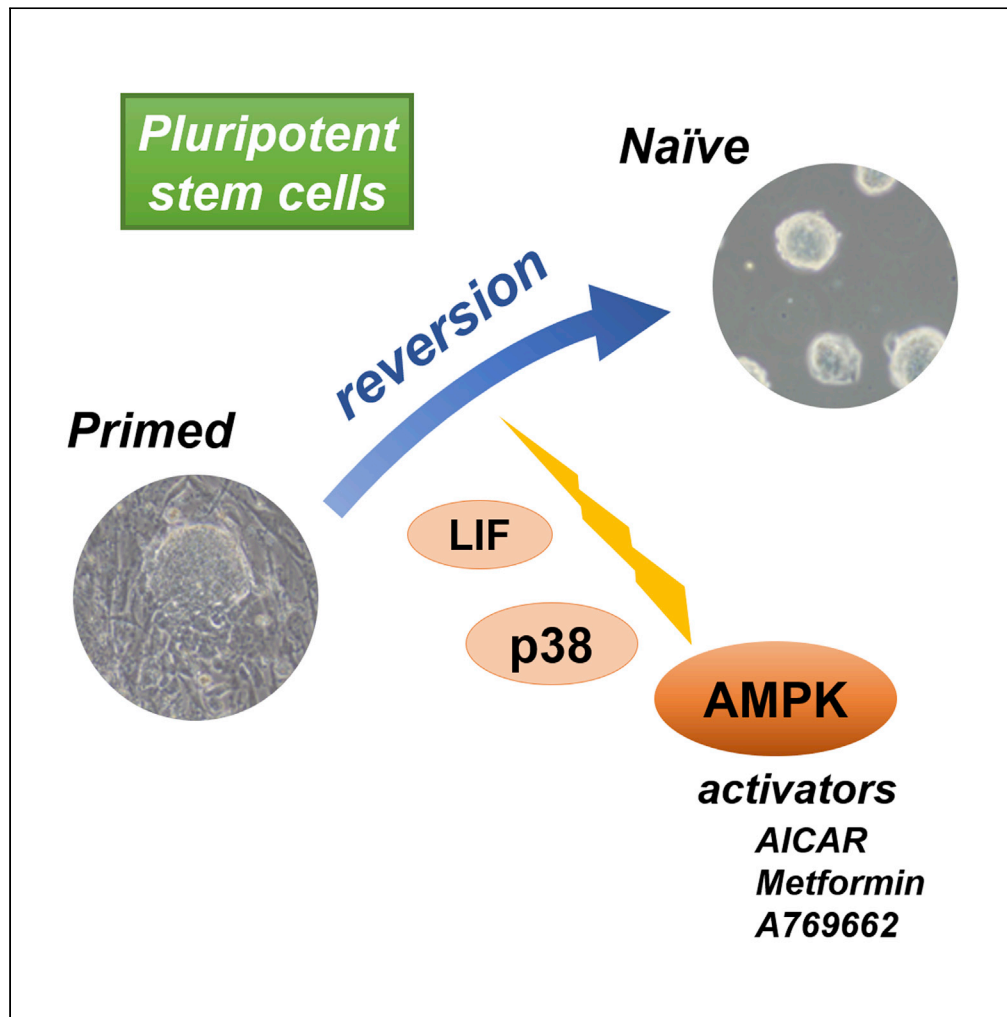 Pluripotent
stem cells
Naïve
reversion
Primed
LIF
p38
AMPK
activators
AICAR
Metformin
A769662